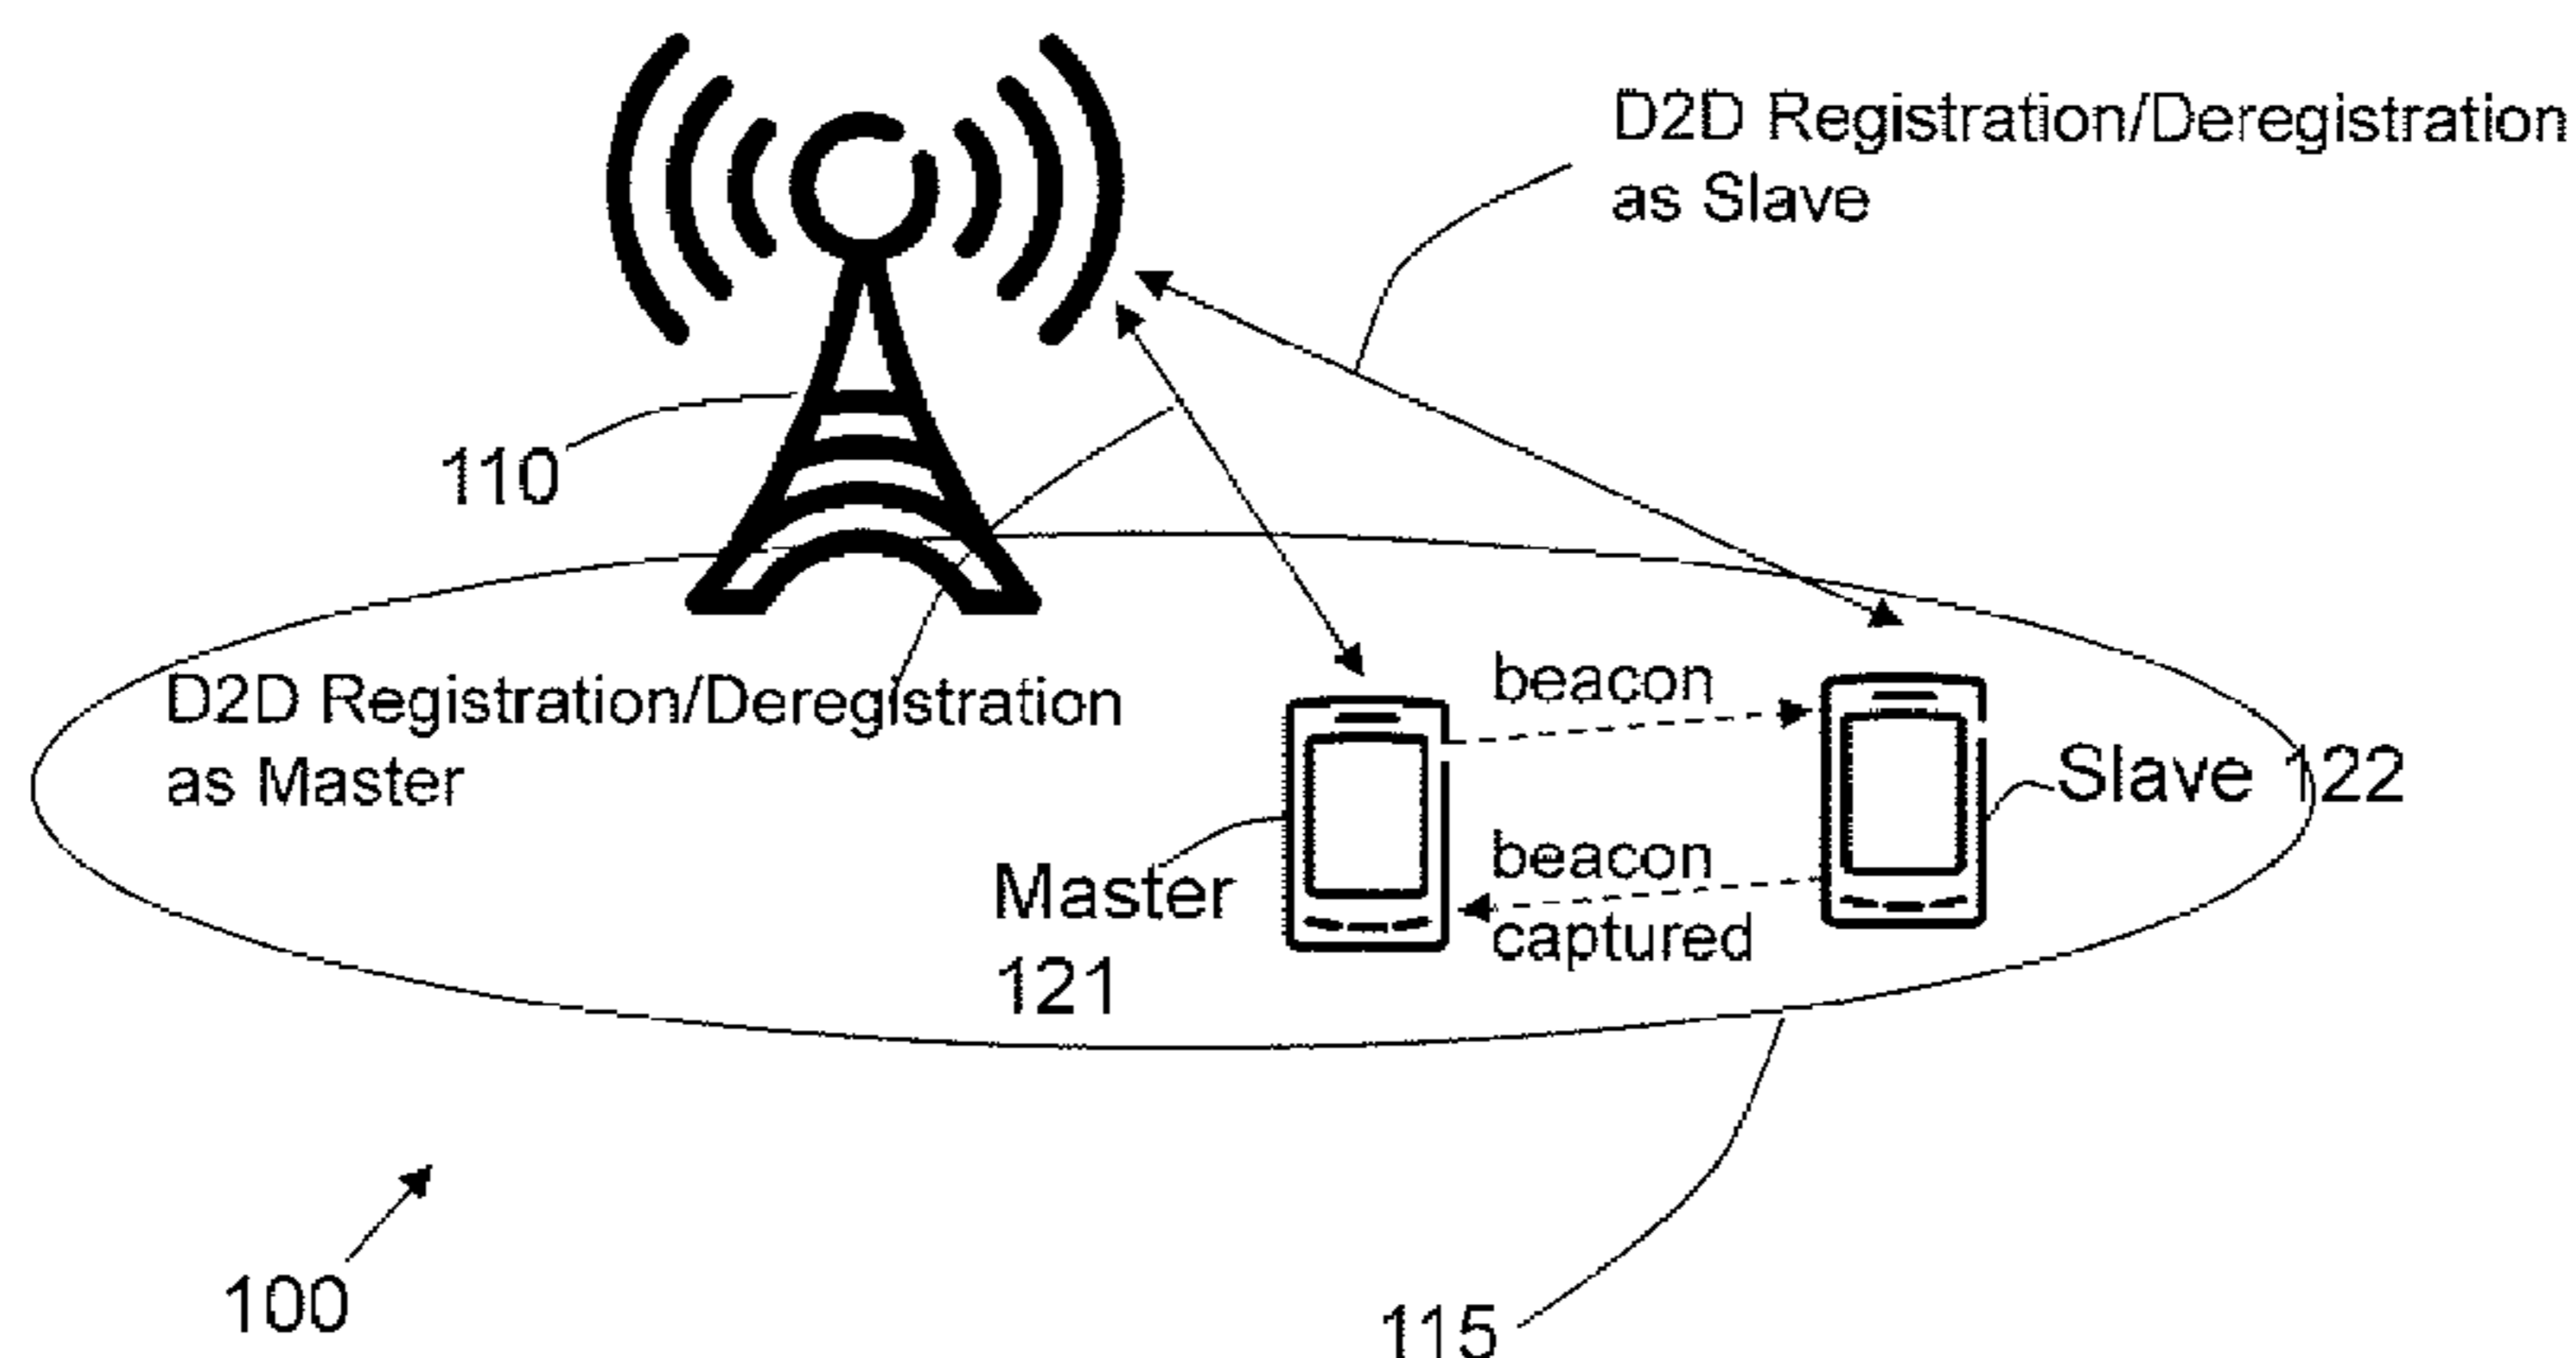 D2D Registration/Deregistration
as Slave
110
D2D Registration/Deregistration
as Master
beacon
Slave 122
beacon
captured
Master
121
100
115